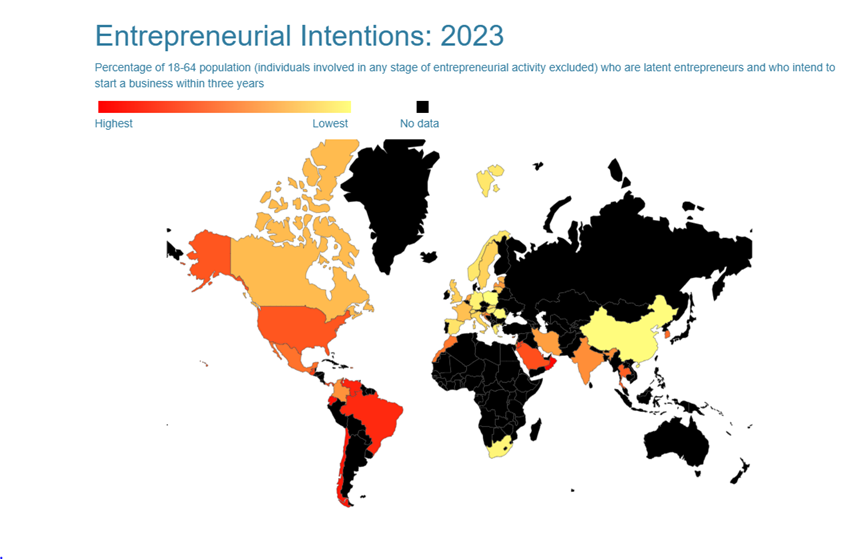 Entrepreneurial Intentions: 2023
Percentage of 18-64 population (individuals involved in any stage of entrepreneurial activity excluded) who are latent entrepreneurs and who intend to
start a business within three years
Highest Lowest No data